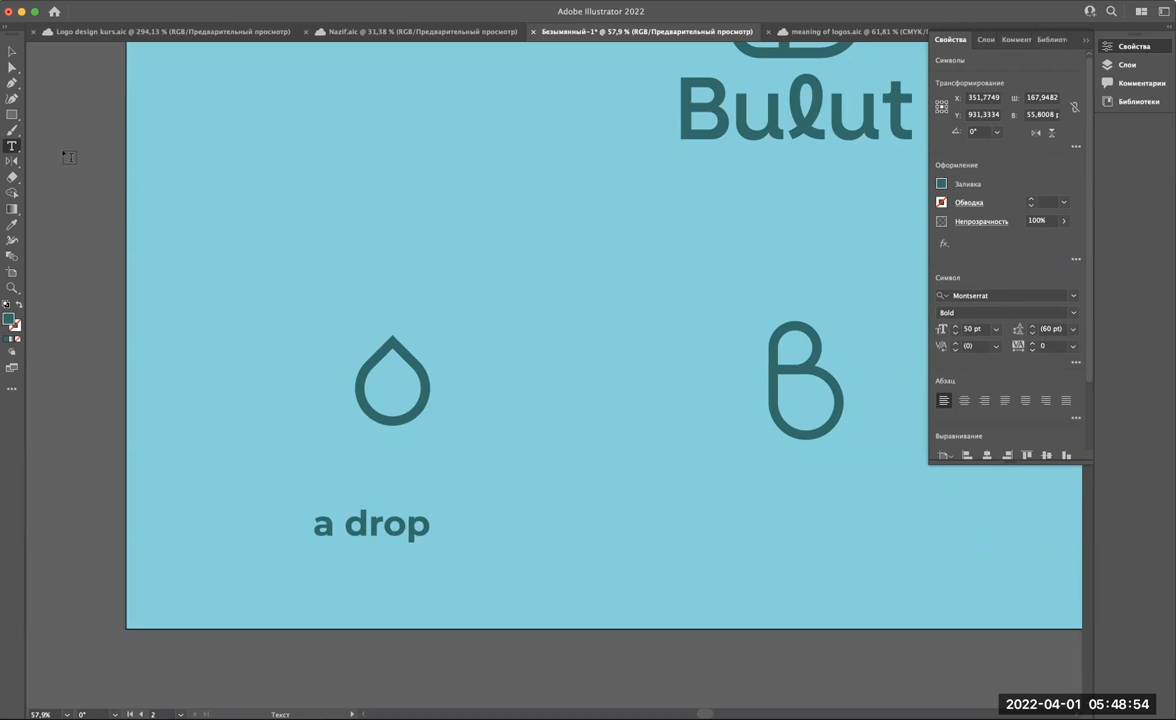 Adobe Illustrator 2022
Logo design kurs.aic @ 294,13 % (RGB/Предварительный просмотр)
Nazif.aic @ 31,38 % (RGB/Предварительный просмотр)
Безымянный-1* @ 57,9 % (RGB/Предварительный просмотр)
meaning of logos.aic @ 61,81 % (CMYK/
Свойства
Слои
Коммент
Библиот
Свойства
Слои
Комментарии
Библиотеки
Символы
Трансформирование
X: 351,7749 Ш: 167,9482
Y: 931,3334 В: 55,8008 р
0°
Оформление
Заливка
Обводка
Непрозрачность 100%
fx.
Символ
Montserrat
Bold
50 pt (60 pt)
(0) 0
Абзац
Выравнивание
Bulut
B
a drop
57,9% 0° 2 Текст
2022-04-01 05:48:54